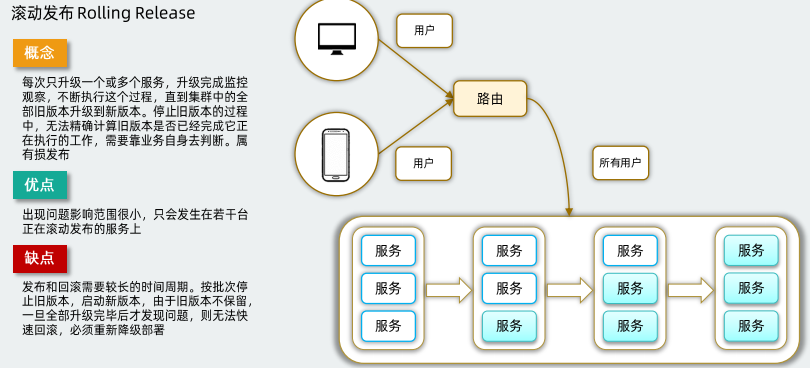 滚动发布 Rolling Release
概念
每次只升级一个或多个服务，升级完成监控
观察，不断执行这个过程，直到集群中的全
部旧版本升级到新版本。停止旧版本的过程
中，无法精确计算旧版本是否已经完成它正
在执行的工作，需要靠业务自身去判断。属
有损发布
优点
出现问题影响范围很小，只会发生在若干台
正在滚动发布的服务上
缺点
发布和回滚需要较长的时间周期。按批次停
止旧版本，启动新版本，由于旧版本不保留，
一旦全部升级完毕后才发现问题，则无法快
速回滚，必须重新降级部署
用户
路由
用户
所有用户
服务 服务 服务 服务
服务 服务 服务 服务
服务 服务 服务 服务